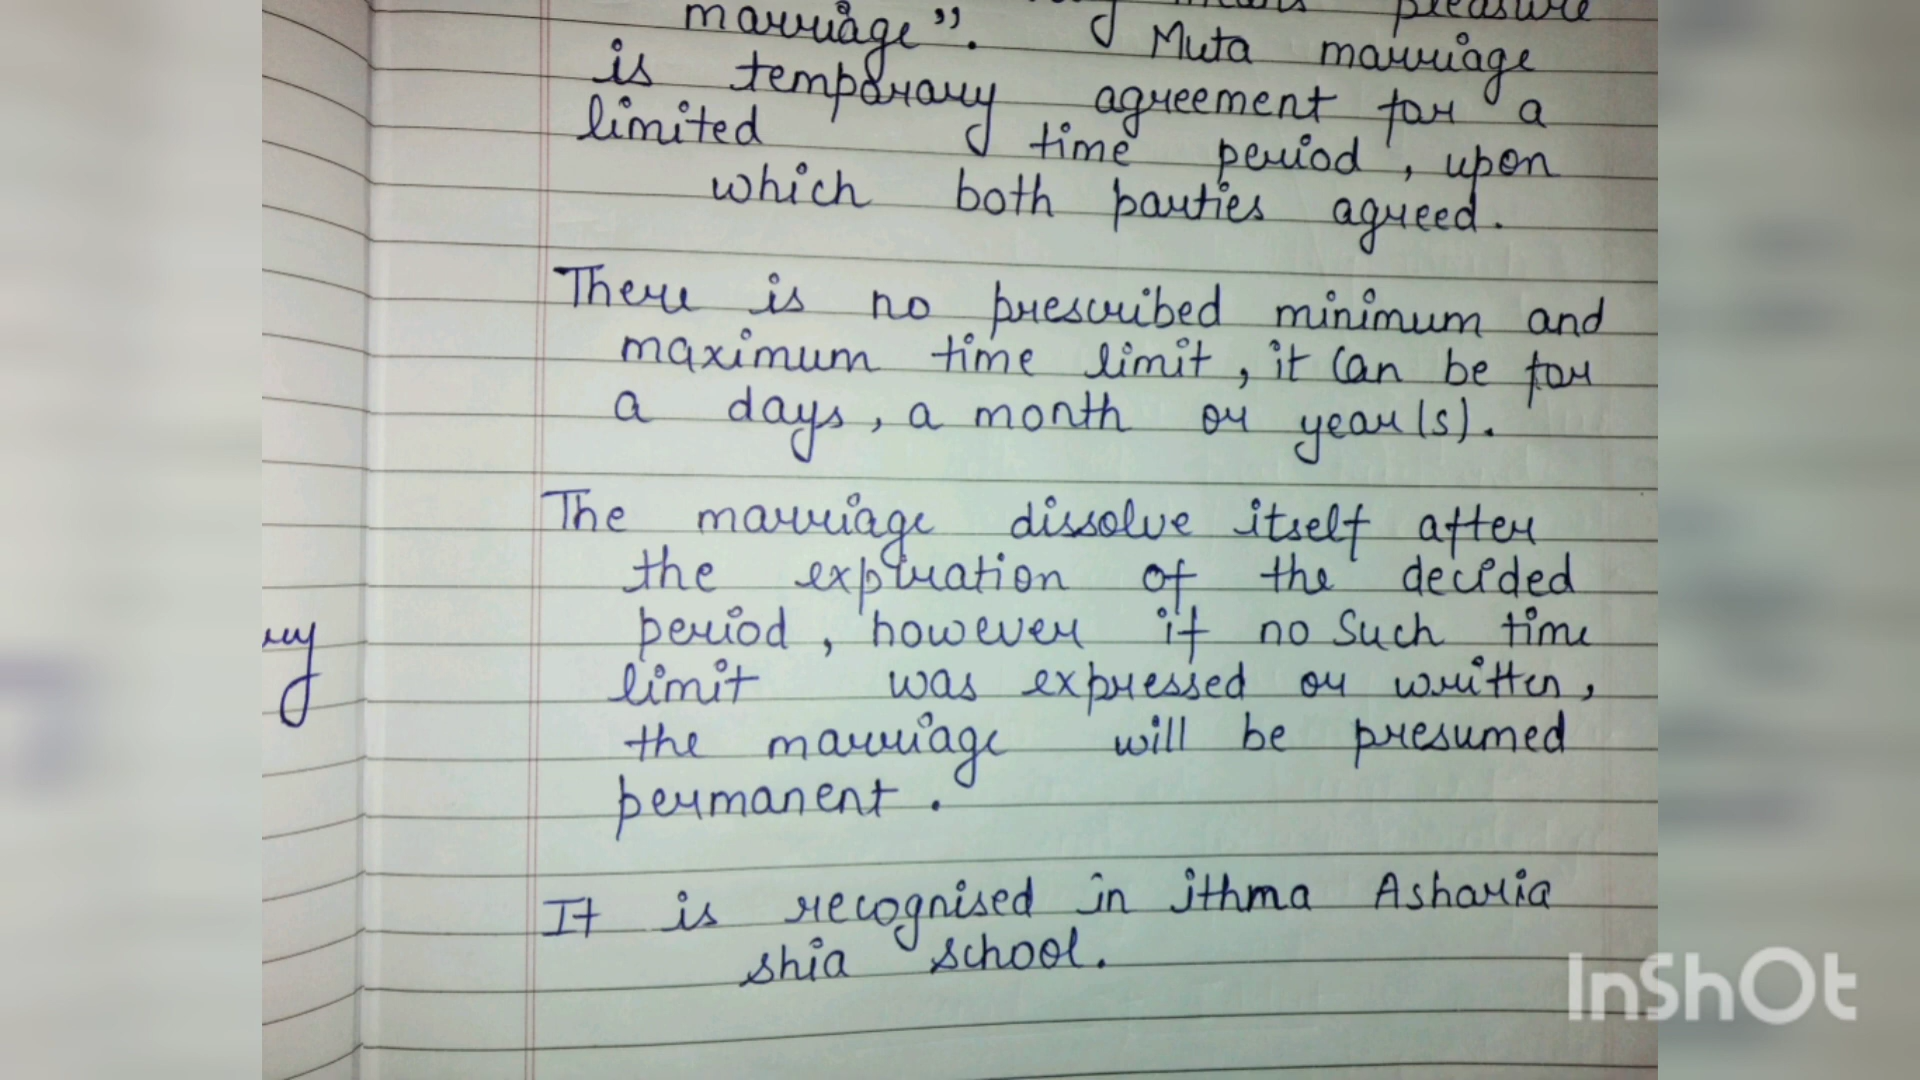 means pleasure
marriage”. Muta marriage
is temporary agreement for a
limited time period, upon
which both parties agreed.
There is no prescribed minimum and
maximum time limit, it can be for
a days, a month or year(s).
The marriage dissolve itself after
the expiration of the decided
period, however if no such time
limit was expressed or written,
the marriage will be presumed
permanent.
It is recognised in ithma Asharia
shia school.
InShOt